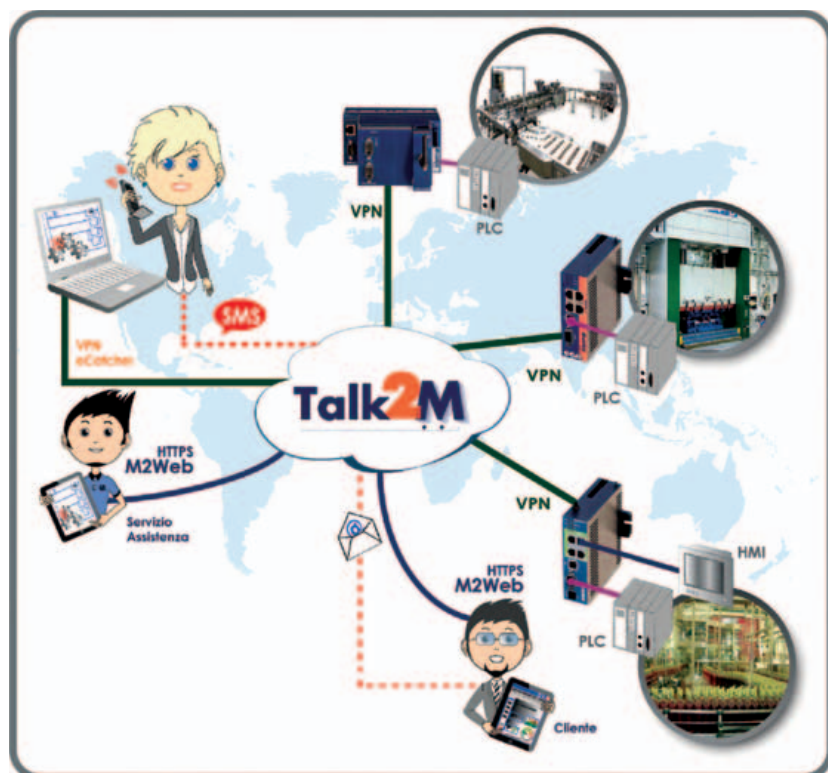 VPN
PLC
SMS
VPN
eCatcher
VPN
PLC
Talk2M
HTTPS
M2Web
Servizio
Assistenza
VPN
HMI
@
HTTPS
M2Web
PLC
Cliente